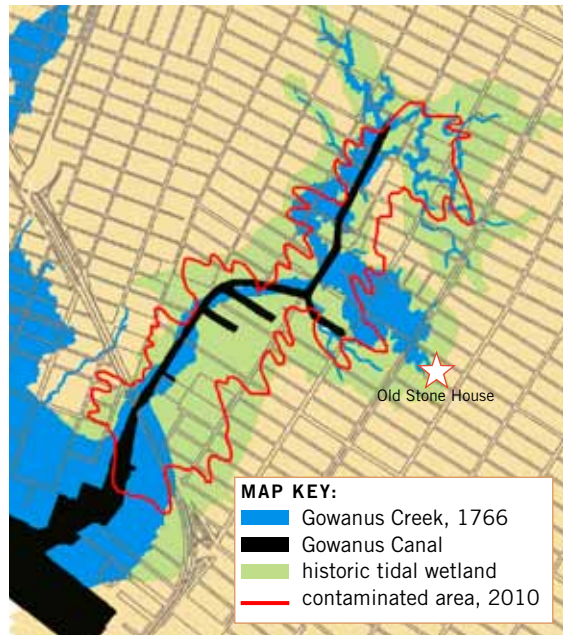 Old Stone House
MAP KEY:
Gowanus Creek, 1766
Gowanus Canal
historic tidal wetland
contaminated area, 2010